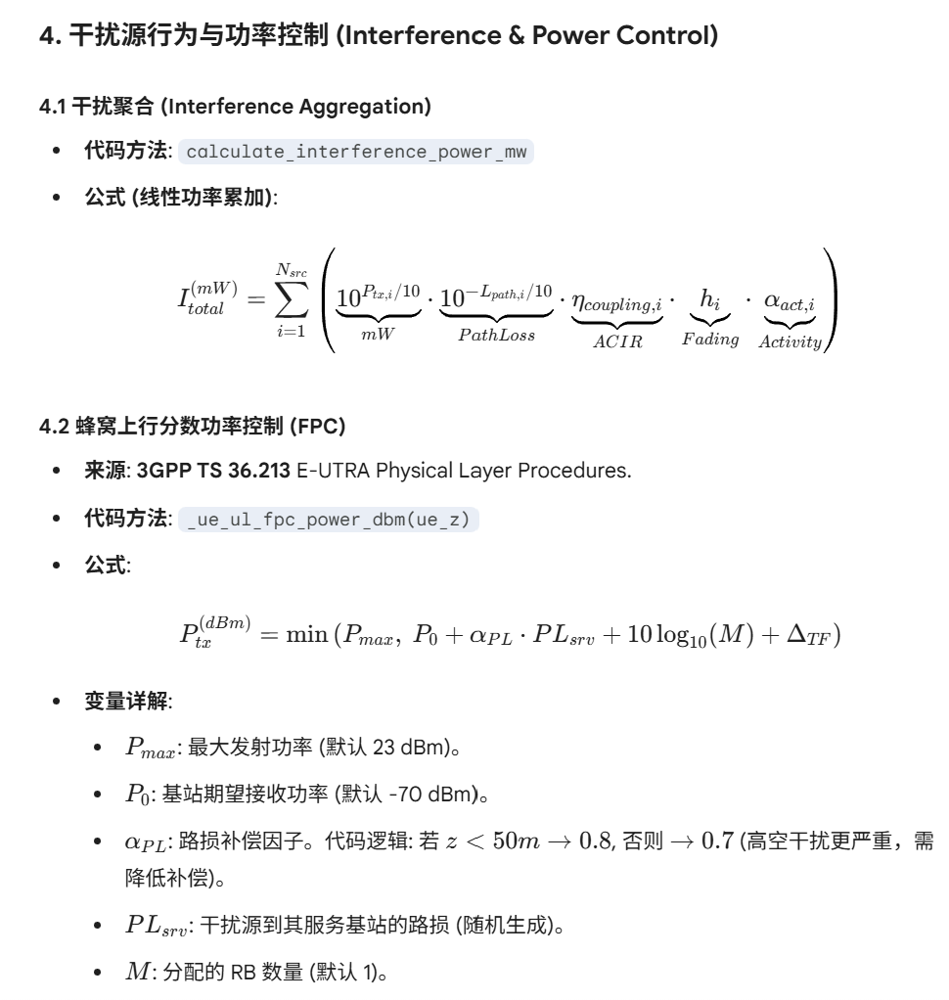 4. 干扰源行为与功率控制 (Interference & Power Control)
4.1 干扰聚合 (Interference Aggregation)
• 代码方法: calculate_interference_power_mw
• 公式 (线性功率累加):
$$I_{total}^{(mW)} = \sum_{i=1}^{N_{src}} \left( \underbrace{10^{P_{tx,i}/10}}_{mW} \cdot \underbrace{10^{-L_{path,i}/10}}_{PathLoss} \cdot \underbrace{\eta_{coupling,i}}_{ACIR} \cdot \underbrace{h_i}_{Fading} \cdot \underbrace{\alpha_{act,i}}_{Activity} \right)$$
4.2 蜂窝上行分数功率控制 (FPC)
• 来源: 3GPP TS 36.213 E-UTRA Physical Layer Procedures.
• 代码方法: _ue_ul_fpc_power_dbm(ue_z)
• 公式:
$$P_{tx}^{(dBm)} = \min \left( P_{max},\ P_0 + \alpha_{PL} \cdot PL_{srv} + 10 \log_{10}(M) + \Delta_{TF} \right)$$
• 变量详解:
• $P_{max}$: 最大发射功率 (默认 23 dBm)。
• $P_0$: 基站期望接收功率 (默认 -70 dBm)。
• $\alpha_{PL}$: 路损补偿因子。代码逻辑: 若 $z < 50m \rightarrow 0.8$, 否则 $\rightarrow 0.7$ (高空干扰更严重，需
降低补偿)。
• $PL_{srv}$: 干扰源到其服务基站的路损 (随机生成)。
• $M$: 分配的 RB 数量 (默认 1)。